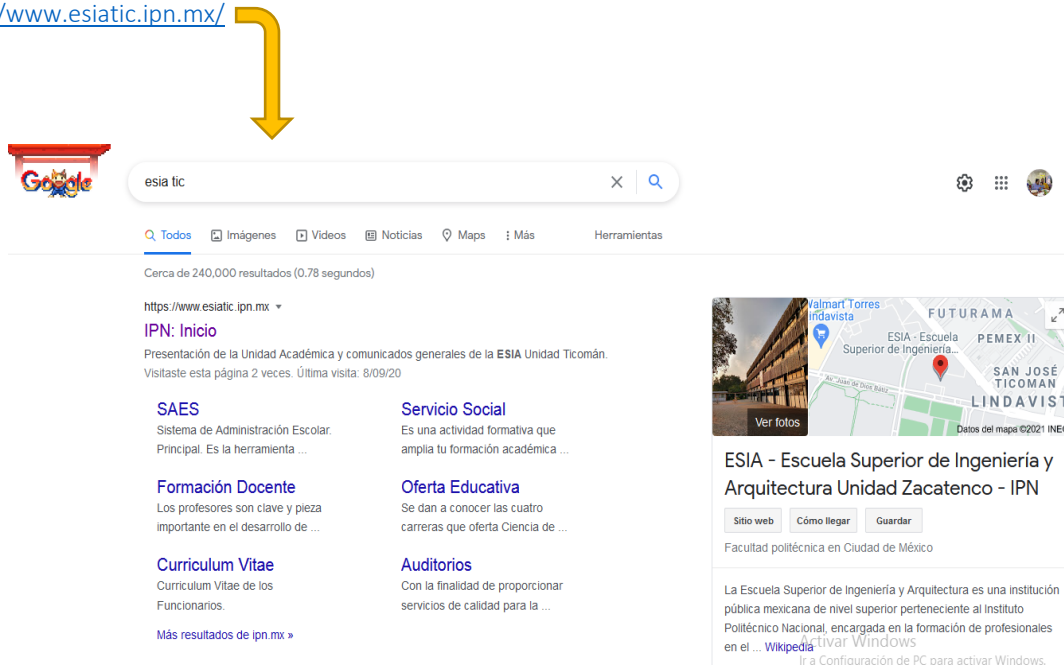 /www.esiatic.ipn.mx/
Google
esia tic
Todos Imágenes Videos Noticias Maps Más Herramientas
Cerca de 240,000 resultados (0.78 segundos)
https://www.esiatic.ipn.mx
IPN: Inicio
Presentación de la Unidad Académica y comunicados generales de la ESIA Unidad Ticomán.
Visitaste esta página 2 veces. Última visita: 8/09/20
SAES
Sistema de Administración Escolar.
Principal. Es la herramienta ...
Servicio Social
Es una actividad formativa que
amplia tu formación académica ...
Formación Docente
Los profesores son clave y pieza
importante en el desarrollo de ...
Oferta Educativa
Se dan a conocer las cuatro
carreras que oferta Ciencia de ...
Curriculum Vitae
Curriculum Vitae de los
Funcionarios.
Auditorios
Con la finalidad de proporcionar
servicios de calidad para la ...
Más resultados de ipn.mx »
Ver fotos
Valmart Torres
indavista
FUTURAMA
ESIA - Escuela
Superior de Ingeniería...
PEMEX II
SAN JOSÉ
TICOMAN
LINDAVIST
Av. Juan de Dios Bátiz
Datos del mapa ©2021 INE
ESIA - Escuela Superior de Ingeniería y
Arquitectura Unidad Zacatenco - IPN
Sitio web Cómo llegar Guardar
Facultad politécnica en Ciudad de México
La Escuela Superior de Ingeniería y Arquitectura es una institución
pública mexicana de nivel superior perteneciente al Instituto
Politécnico Nacional, encargada en la formación de profesionales
en el ... Wikipedia
Activar Windows
Ir a Configuración de PC para activar Windows.